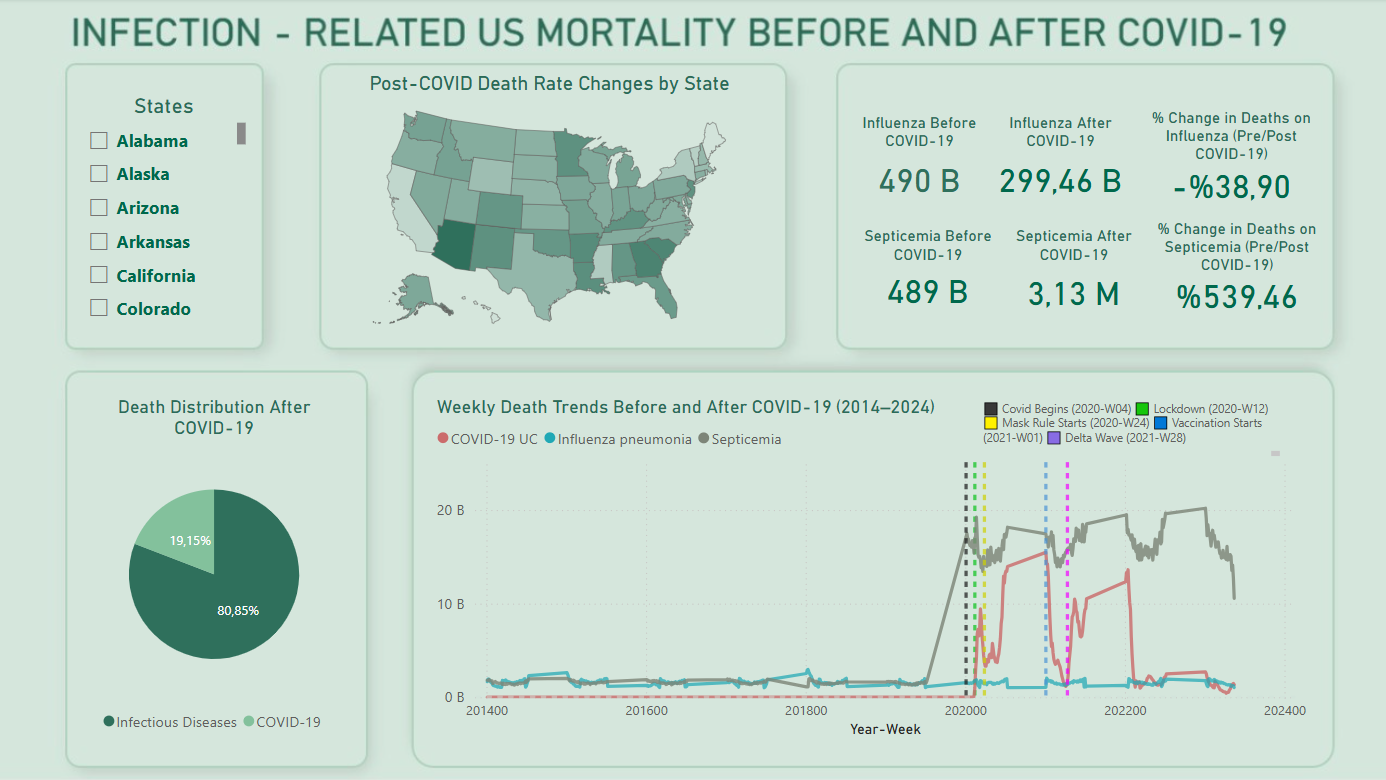 INFECTION - RELATED US MORTALITY BEFORE AND AFTER COVID-19
States
Alabama
Alaska
Arizona
Arkansas
California
Colorado
Post-COVID Death Rate Changes by State
Influenza Before
COVID-19
490 B
Influenza After
COVID-19
299,46 B
% Change in Deaths on
Influenza (Pre/Post
COVID-19)
-%38,90
Septicemia Before
COVID-19
489 B
Septicemia After
COVID-19
3,13 M
% Change in Deaths on
Septicemia (Pre/Post
COVID-19)
%539,46
Death Distribution After
COVID-19
19,15%
80,85%
Infectious Diseases COVID-19
Weekly Death Trends Before and After COVID-19 (2014–2024)
COVID-19 UC Influenza pneumonia Septicemia
Covid Begins (2020-W04) Lockdown (2020-W12)
Mask Rule Starts (2020-W24) Vaccination Starts
(2021-W01) Delta Wave (2021-W28)
20 B
10 B
0 B
201400 201600 201800 202000 202200 202400
Year-Week